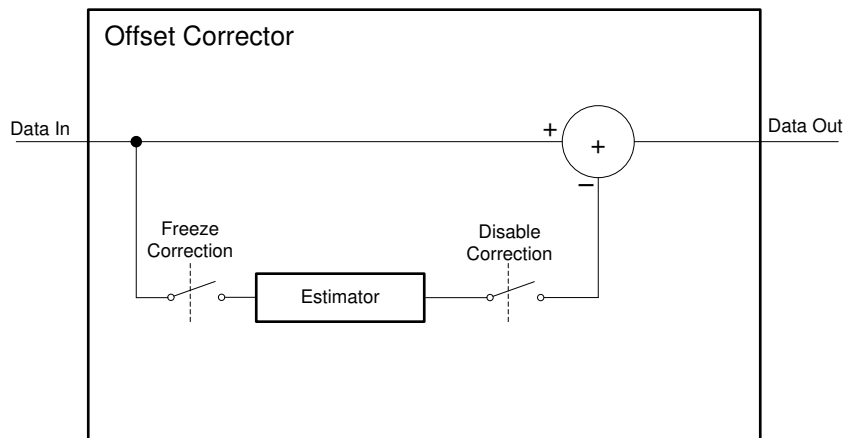 Offset Corrector
Data In
+
+
Data Out
−
Freeze
Correction
Disable
Correction
Estimator